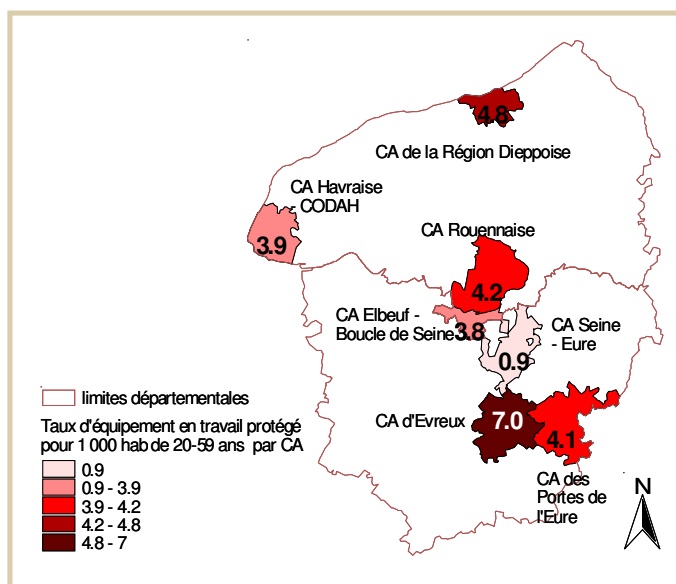 4.8
CA de la Région Dieppoise
CA Havraise
- CODAH
3.9
CA Rouennaise
4.2
CA Elbeuf -
Boucle de Seine
3.8
CA Seine
- Eure
0.9
CA d'Evreux
7.0
4.1
CA des
Portes de
l'Eure
N
limites départementales
Taux d'équipement en travail protégé
pour 1 000 hab de 20-59 ans par CA
0.9
0.9 - 3.9
3.9 - 4.2
4.2 - 4.8
4.8 - 7